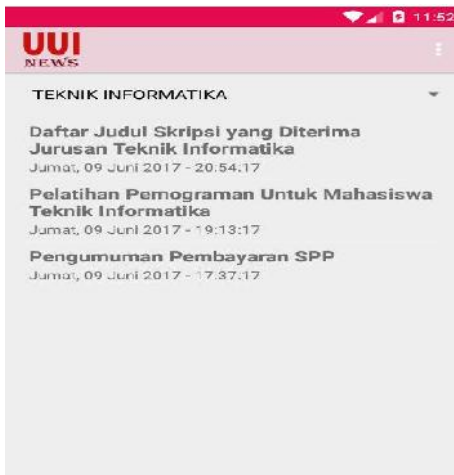 11:52
UUI
NEWS
TEKNIK INFORMATIKA
Daftar Judul Skripsi yang Diterima
Jurusan Teknik Informatika
Jumat, 09 Juni 2017 - 20:54:17
Pelatihan Pemograman Untuk Mahasiswa
Teknik Informatika
Jumat, 09 Juni 2017 - 19:13:17
Pengumuman Pembayaran SPP
Jumat, 09 Juni 2017 - 17:37:17